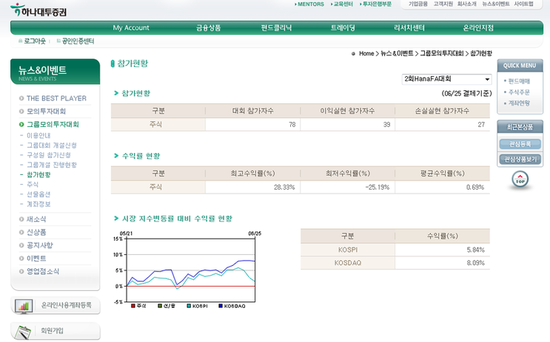 하나대투증권
MENTORS 교육센터 투자은행부문 기업금융 고객지원 회사소개 뉴스&이벤트 사이트맵
My Account 금융상품 펀드클리닉 트레이딩 리서치센터 온라인지점
로그아웃 공인인증센터
Home > 뉴스&이벤트 > 그룹모의투자대회 > 참가현황
뉴스&이벤트
NEWS & EVENTS
THE BEST PLAYER
모의투자대회
그룹모의투자대회
이용안내
그룹대회 개설신청
구성원 참가신청
그룹개설 진행현황
참가현황
주식
선물옵션
계좌정보
새소식
신상품
공지사항
이벤트
영업점소식
온라인사용계좌등록
회원가입
참가현황
2회HanaFA대회
참가현황
(06/25 결제기준)
구분 대회 참가자수 이익실현 참가자수 손실실현 참가자수
주식 78 39 27
수익률 현황
구분 최고수익률(%) 최저수익률(%) 평균수익률(%)
주식 28.33% -25.19% 0.69%
시장 지수변동률 대비 수익률 현황
05/21 06/25
15%
10%
5%
0%
-5%
주식 선/옵 KOSPI KOSDAQ
구분 수익률(%)
KOSPI 5.84%
KOSDAQ 8.09%
QUICK MENU
펀드매매
주식주문
계좌현황
최근본상품
관심등록
관심상품보기
TOP